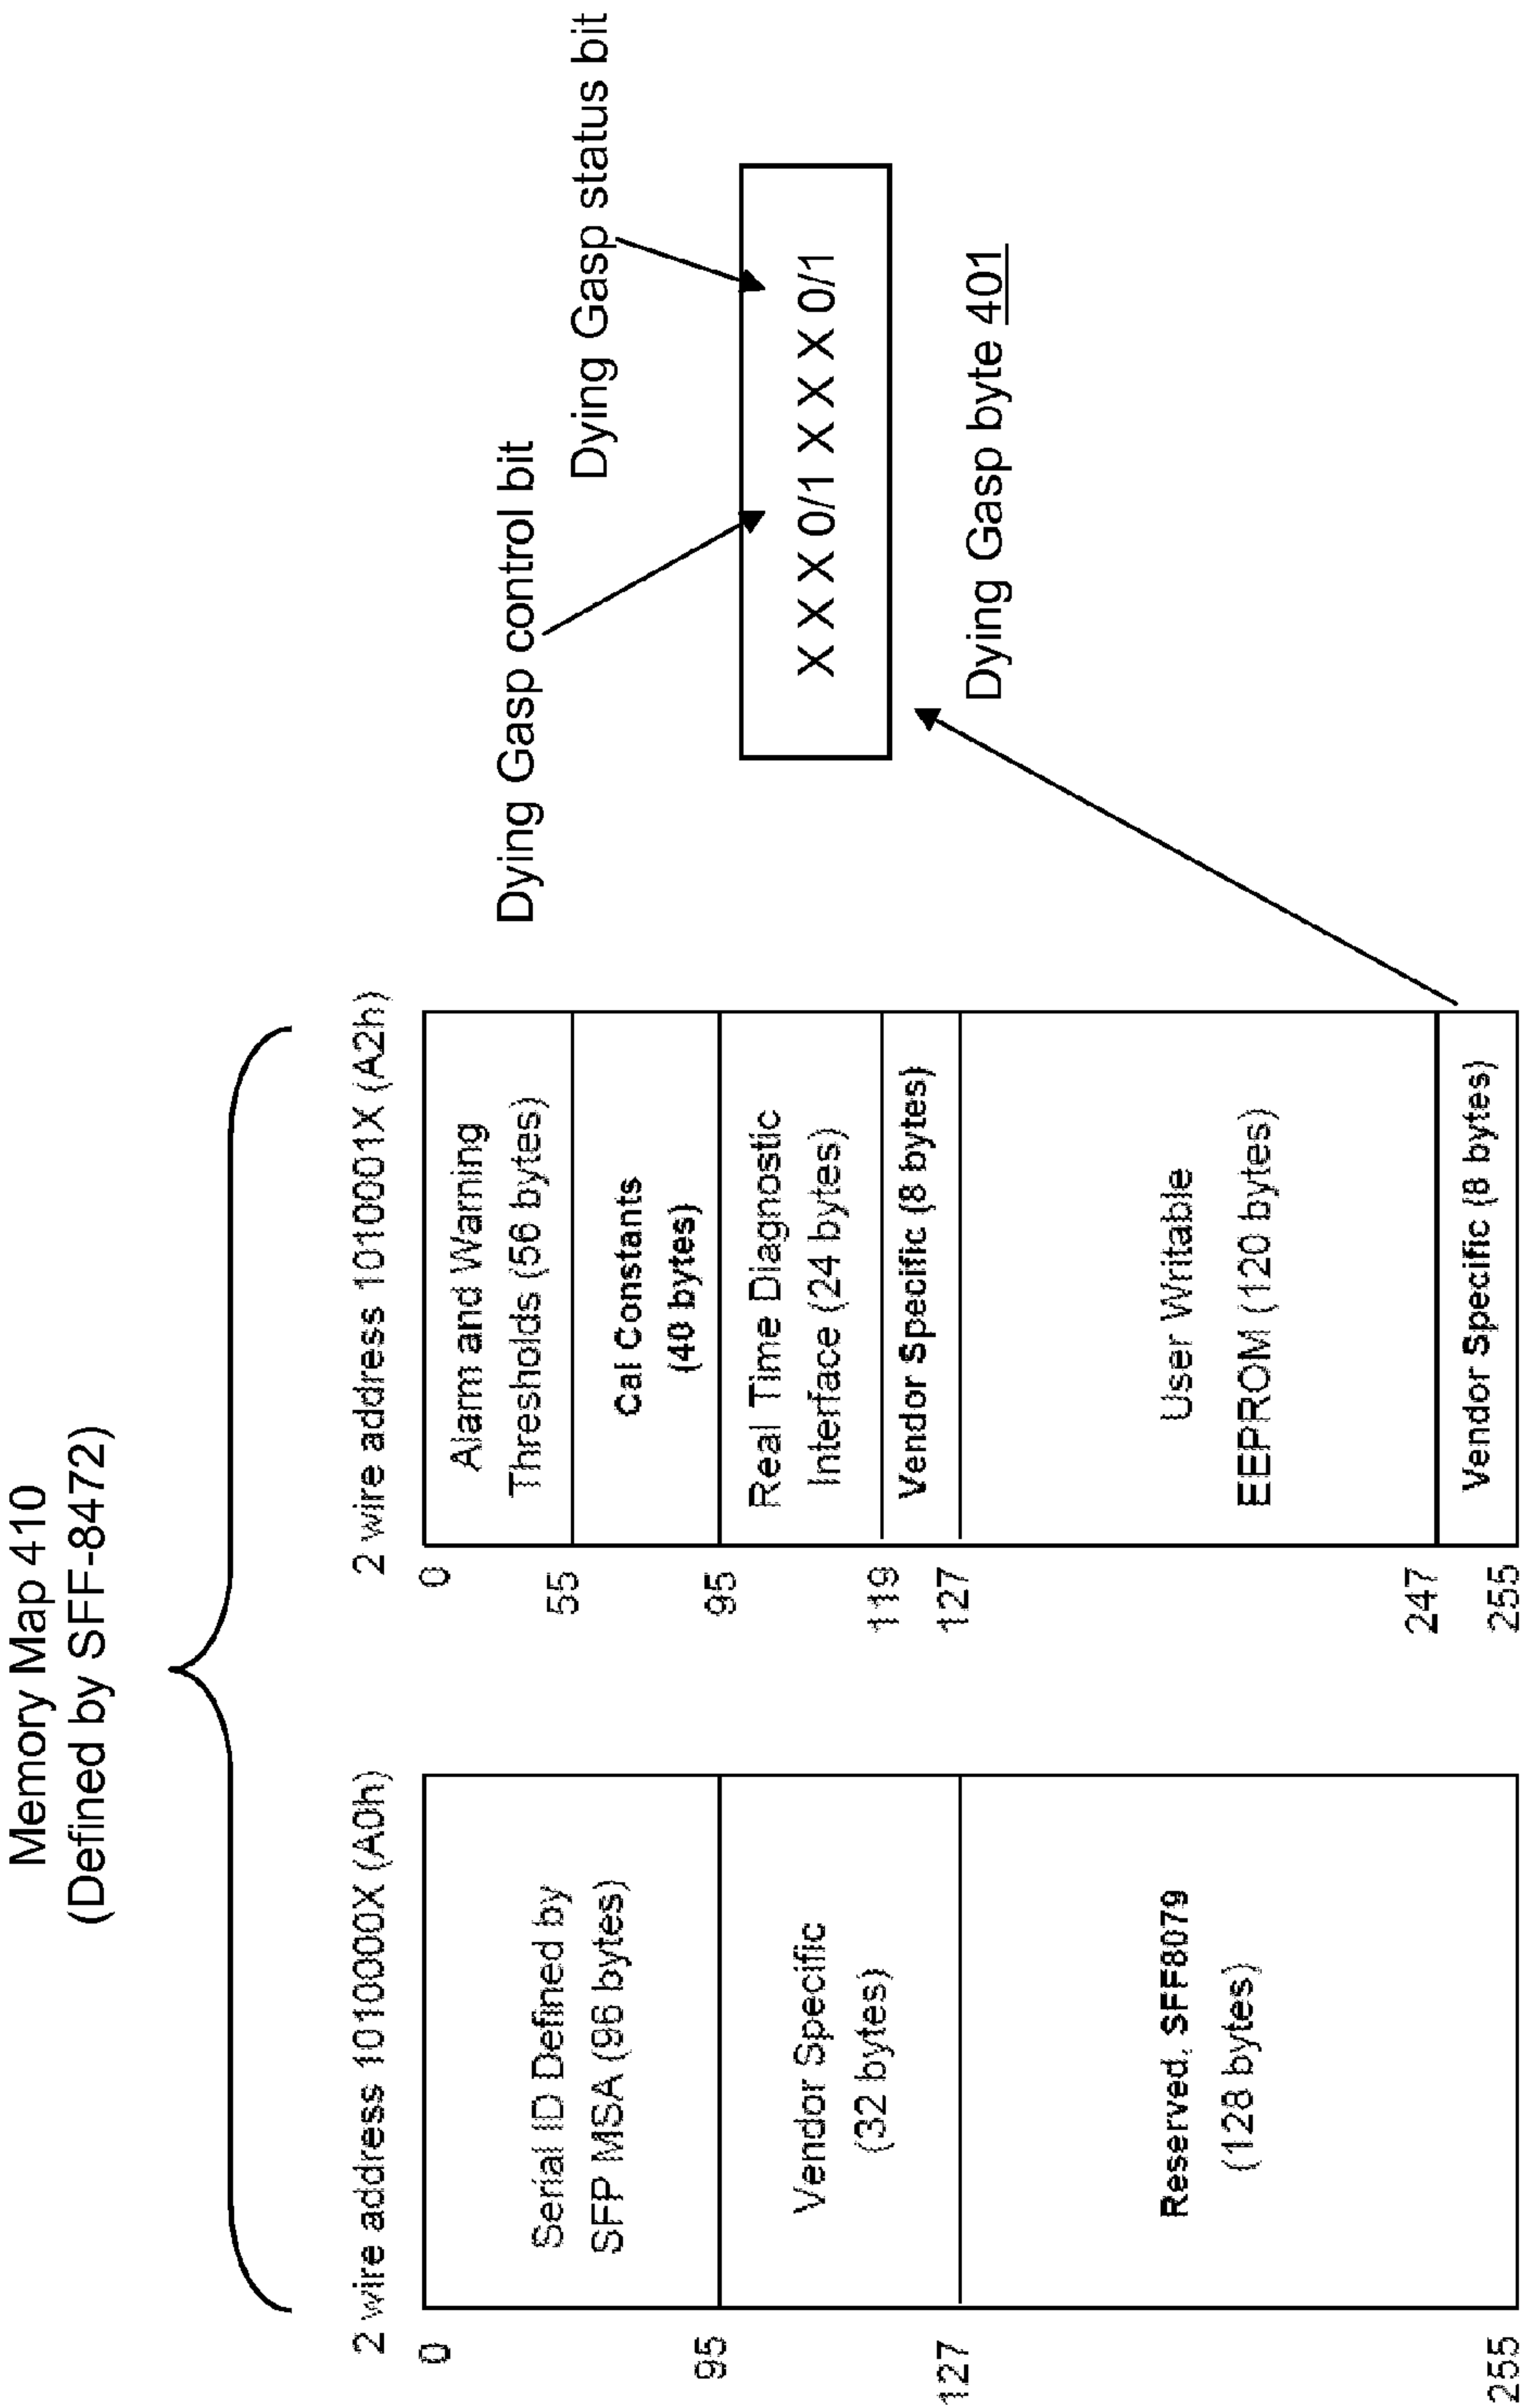 Memory Map 410
(Defined by SFF-8472)
2 wire address 1010000X (A0h)
0
95
127
255
Serial ID Defined by
SFP MSA (96 bytes)
Vendor Specific
(32 bytes)
Reserved, SFF8079
(128 bytes)
2 wire address 1010001X (A2h)
0
55
95
119
127
247
255
Alarm and Warning
Thresholds (56 bytes)
Cal Constants
(40 bytes)
Real Time Diagnostic
Interface (24 bytes)
Vendor Specific (8 bytes)
User Writable
EEPROM (120 bytes)
Vendor Specific (8 bytes)
Dying Gasp control bit
Dying Gasp status bit
X X X 0/1 X X X 0/1
Dying Gasp byte 401